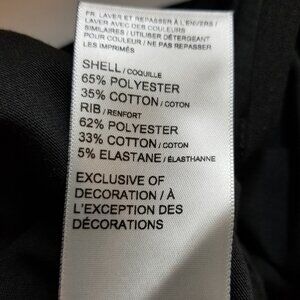 FR. LAVER ET REPASSER À L'ENVERS /
LAVER AVEC DES COULEURS
SIMILAIRES / UTILISER DÉTERGENT
POUR COULEUR / NE PAS REPASSER
LES IMPRIMÉS
SHELL / COQUILLE
65% POLYESTER
35% COTTON / COTON
RIB / RENFORT
62% POLYESTER
33% COTTON / COTON
5% ELASTANE / ÉLASTHANNE
EXCLUSIVE OF
DECORATION / À
L'EXCEPTION DES
DÉCORATIONS